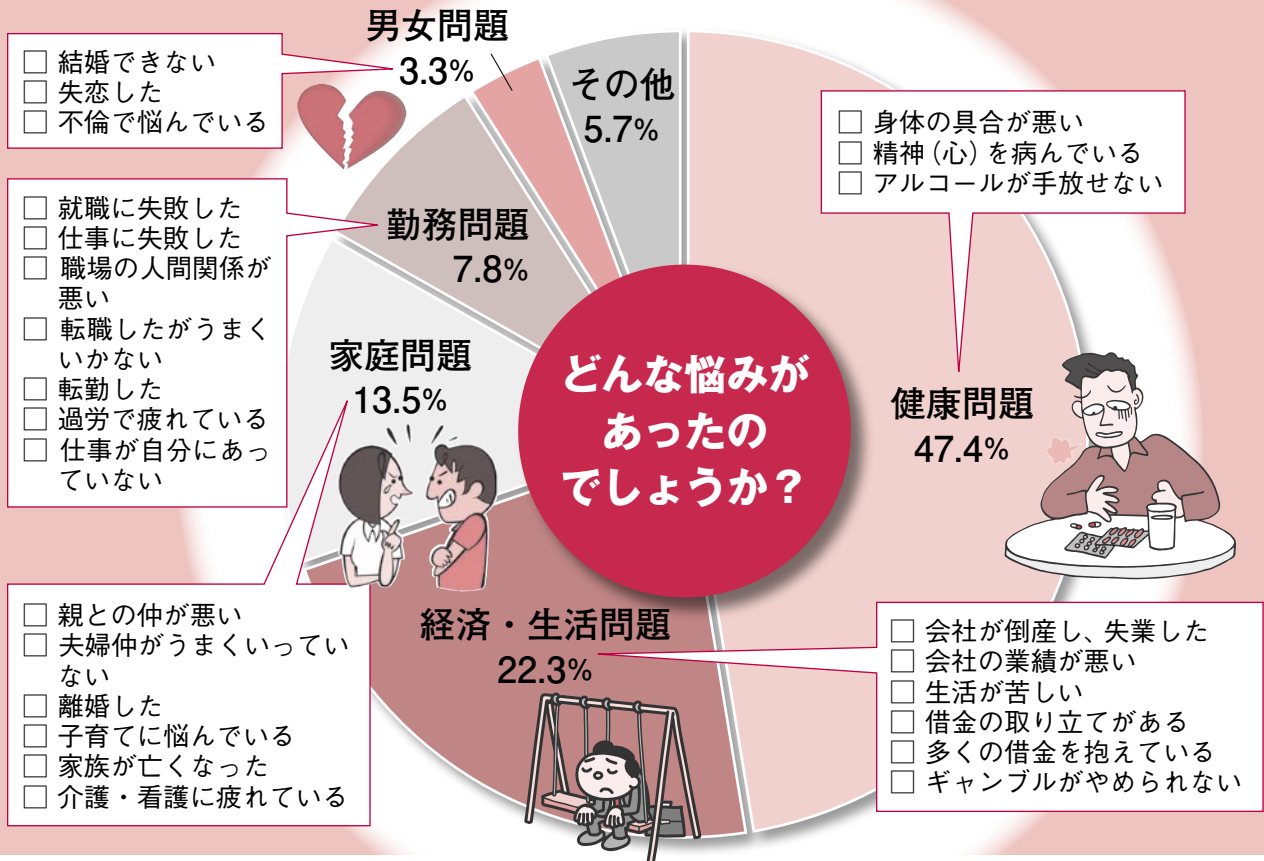 どんな悩みが
あったの
でしょうか?
健康問題
47.4%
□ 身体の具合が悪い
□ 精神(心)を病んでいる
□ アルコールが手放せない
経済・生活問題
22.3%
□ 会社が倒産し、失業した
□ 会社の業績が悪い
□ 生活が苦しい
□ 借金の取り立てがある
□ 多くの借金を抱えている
□ ギャンブルがやめられない
家庭問題
13.5%
□ 親との仲が悪い
□ 夫婦仲がうまくいってい
ない
□ 離婚した
□ 子育てに悩んでいる
□ 家族が亡くなった
□ 介護・看護に疲れている
勤務問題
7.8%
□ 就職に失敗した
□ 仕事に失敗した
□ 職場の人間関係が
悪い
□ 転職したがうまく
いかない
□ 転勤した
□ 過労で疲れている
□ 仕事が自分にあっ
ていない
男女問題
3.3%
□ 結婚できない
□ 失恋した
□ 不倫で悩んでいる
その他
5.7%